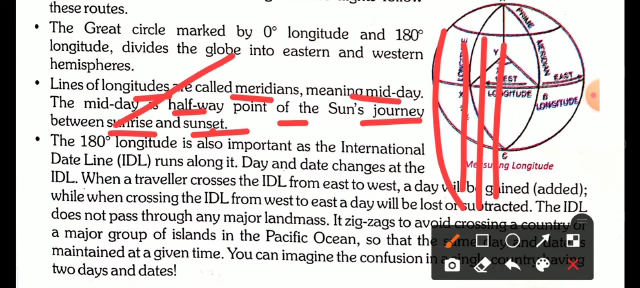 these routes.
• The Great circle marked by 0° longitude and 180°
longitude, divides the globe into eastern and western
hemispheres.
• Lines of longitudes are called meridians, meaning mid-day.
The mid-day is half-way point of the Sun's journey
between sunrise and sunset.
• The 180° longitude is also important as the International
Date Line (IDL) runs along it. Day and date changes at the
IDL. When a traveller crosses the IDL from east to west, a day will be gained (added);
while when crossing the IDL from west to east a day will be lost or subtracted. The IDL
does not pass through any major landmass. It zig-zags to avoid crossing a country or
a major group of islands in the Pacific Ocean, so that the same day and date is
maintained at a given time. You can imagine the confusion in a single country having
two days and dates!
PRIME
MERIDIAN
LONGITUDE
EAST
LONGITUDE
B
LONGITUDE
Measuring Longitude